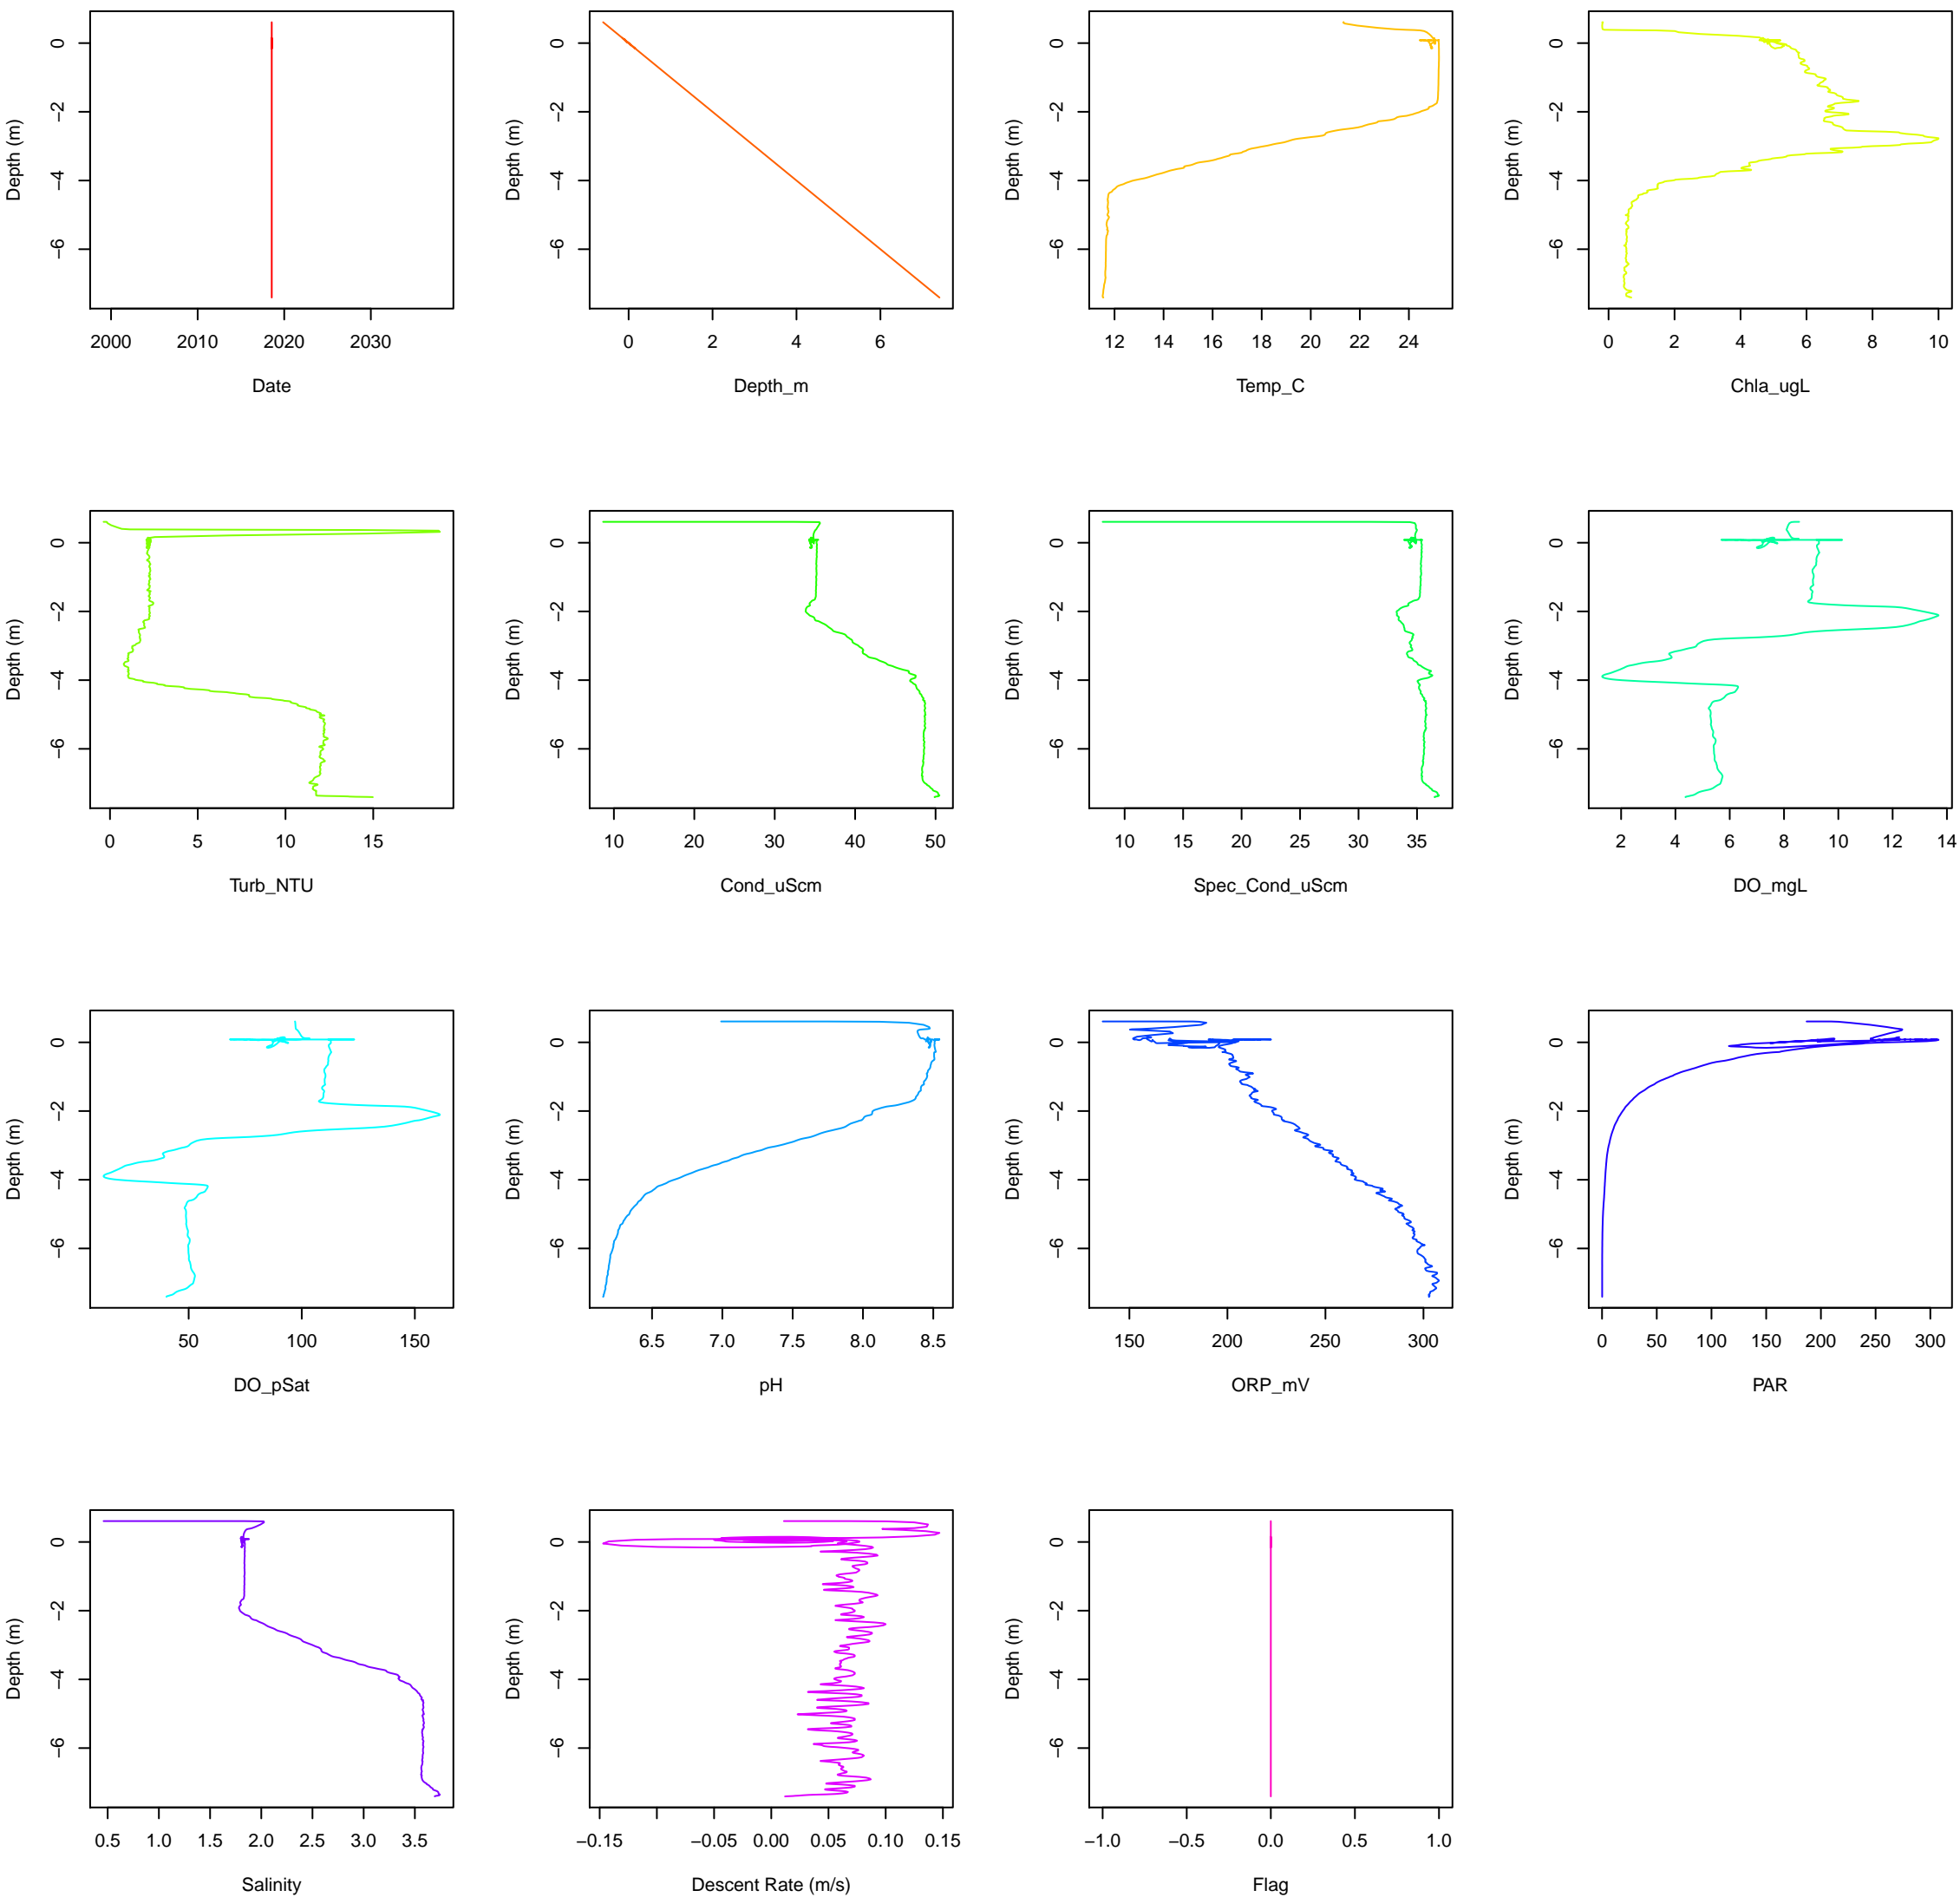 Depth (m)
0
−2
−4
−6
2000 2010 2020 2030
Date
Depth (m)
0
−2
−4
−6
0 2 4 6
Depth_m
Depth (m)
0
−2
−4
−6
12 14 16 18 20 22 24
Temp_C
Depth (m)
0
−2
−4
−6
0 2 4 6 8 10
Chla_ugL
Depth (m)
0
−2
−4
−6
0 5 10 15
Turb_NTU
Depth (m)
0
−2
−4
−6
10 20 30 40 50
Cond_uScm
Depth (m)
0
−2
−4
−6
10 15 20 25 30 35
Spec_Cond_uScm
Depth (m)
0
−2
−4
−6
2 4 6 8 10 12 14
DO_mgL
Depth (m)
0
−2
−4
−6
50 100 150
DO_pSat
Depth (m)
0
−2
−4
−6
6.5 7.0 7.5 8.0 8.5
pH
Depth (m)
0
−2
−4
−6
150 200 250 300
ORP_mV
Depth (m)
0
−2
−4
−6
0 50 100 150 200 250 300
PAR
Depth (m)
0
−2
−4
−6
0.5 1.0 1.5 2.0 2.5 3.0 3.5
Salinity
Depth (m)
0
−2
−4
−6
−0.15 −0.05 0.00 0.05 0.10 0.15
Descent Rate (m/s)
Depth (m)
0
−2
−4
−6
−1.0 −0.5 0.0 0.5 1.0
Flag